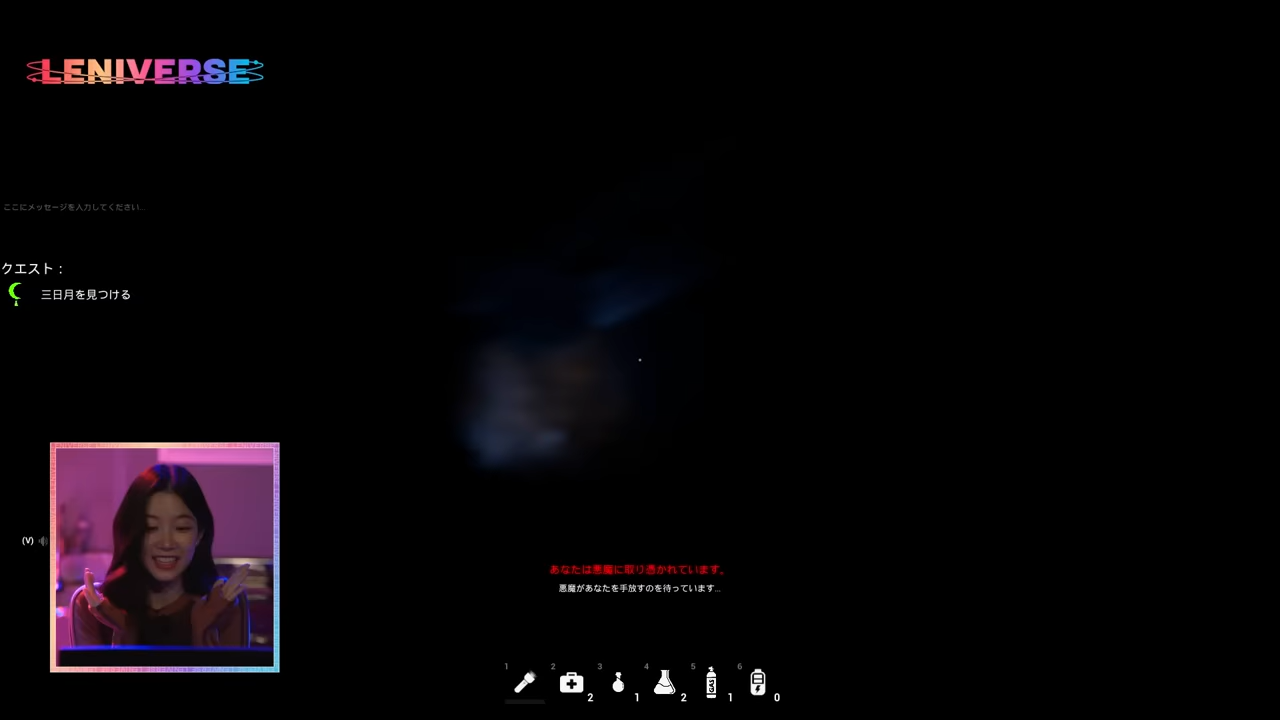 LENIVERSE
ここにメッセージを入力してください...
クエスト：
三日月を見つける
(V)
あなたは悪魔に取り憑かれています。
悪魔があなたを手放すのを待っています...
1 2 3 4 5 6
GAS
2 1 2 1 0